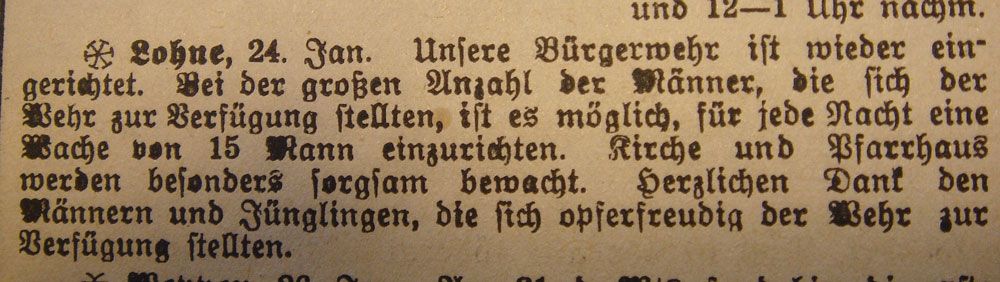 und 12—1 Uhr nachm.
※ Lohne, 24. Jan. Unsere Bürgerwehr ist wieder ein-
gerichtet. Bei der großen Anzahl der Männer, die sich der
Wehr zur Verfügung stellten, ist es möglich, für jede Nacht eine
Wache von 15 Mann einzurichten. Kirche und Pfarrhaus
werden besonders sorgsam bewacht. Herzlichen Dank den
Männern und Jünglingen, die sich opferfreudig der Wehr zur
Verfügung stellten.